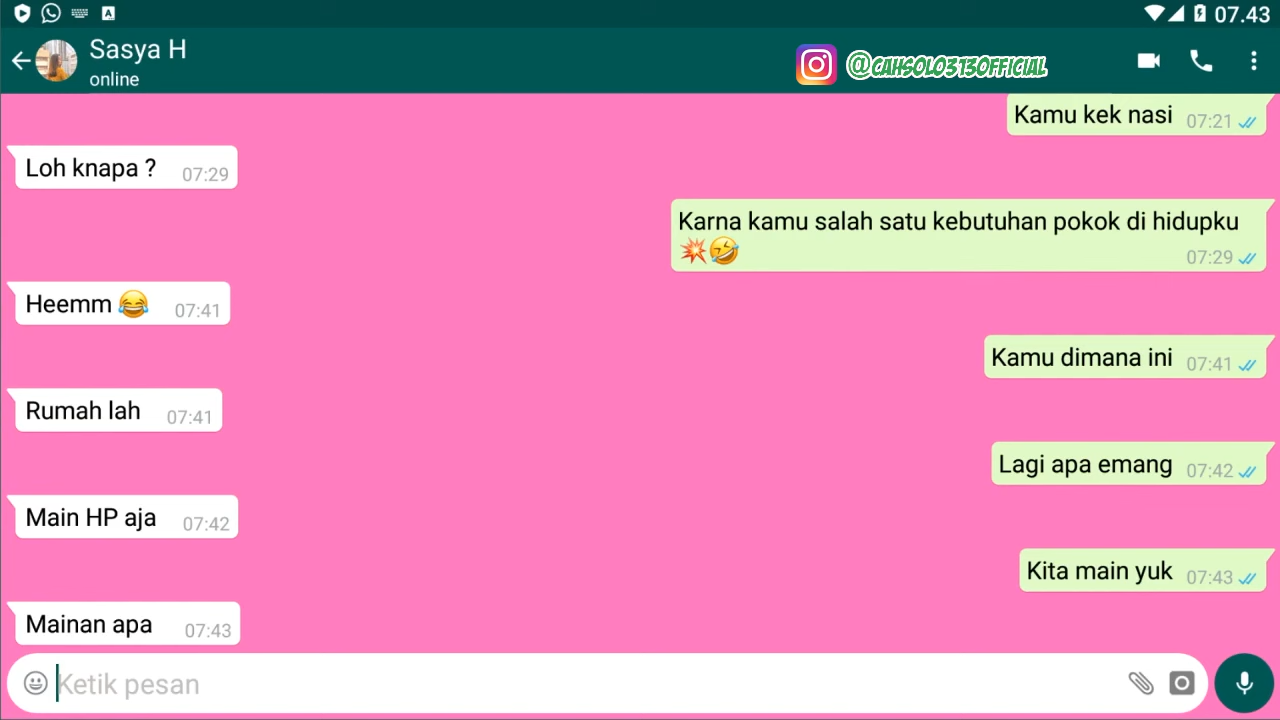 07.43
Sasya H
online
@CAHSOLO313OFFICIAL
Kamu kek nasi 07:21
Loh knapa ? 07:29
Karna kamu salah satu kebutuhan pokok di hidupku
💥🤣 07:29
Heemm 😂 07:41
Kamu dimana ini 07:41
Rumah lah 07:41
Lagi apa emang 07:42
Main HP aja 07:42
Kita main yuk 07:43
Mainan apa 07:43
Ketik pesan